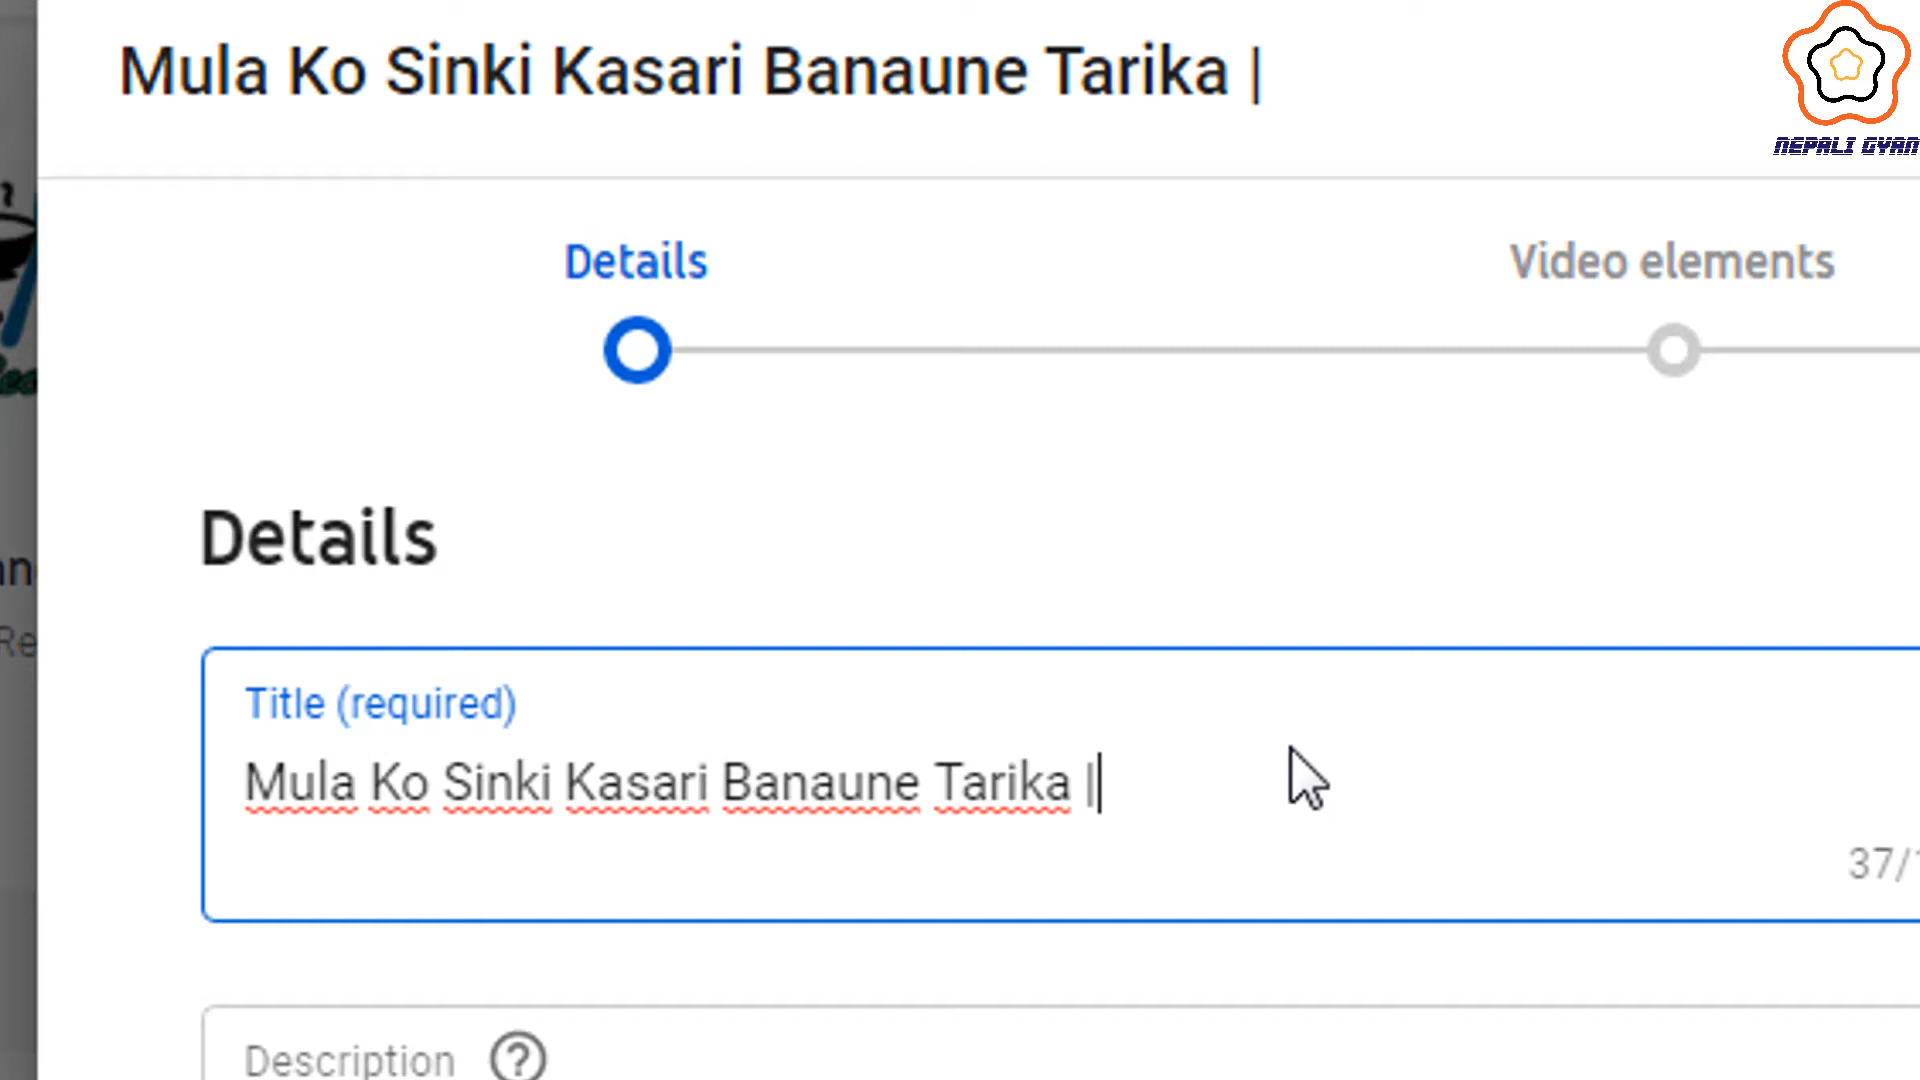 Mula Ko Sinki Kasari Banaune Tarika |
NEPALI GYAN
Details
Video elements
Details
Title (required)
Mula Ko Sinki Kasari Banaune Tarika |
37/
Description